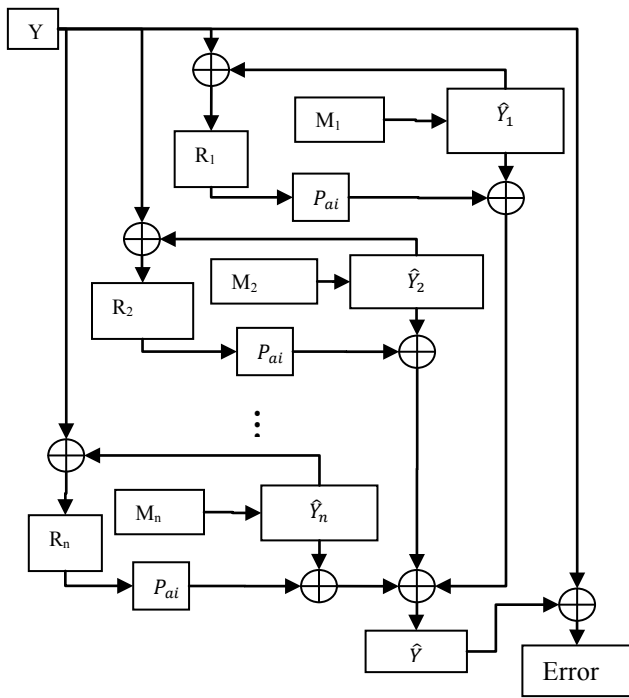 Y
M₁
Ŷ₁
R₁
Pₐᵢ
M₂
Ŷ₂
R₂
Pₐᵢ
⋮
Mₙ
Ŷₙ
Rₙ
Pₐᵢ
Ŷ
Error